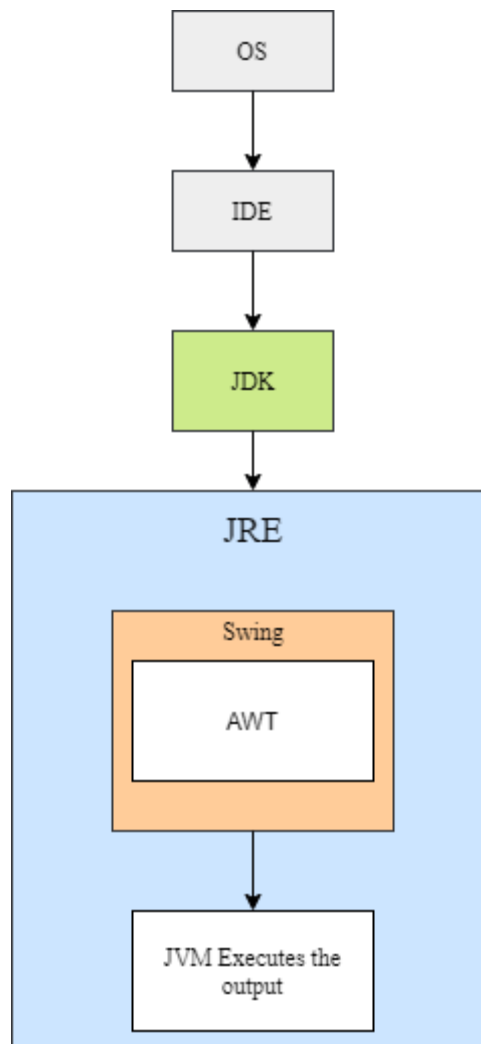 OS
IDE
JDK
JRE
Swing
AWT
JVM Executes the
output